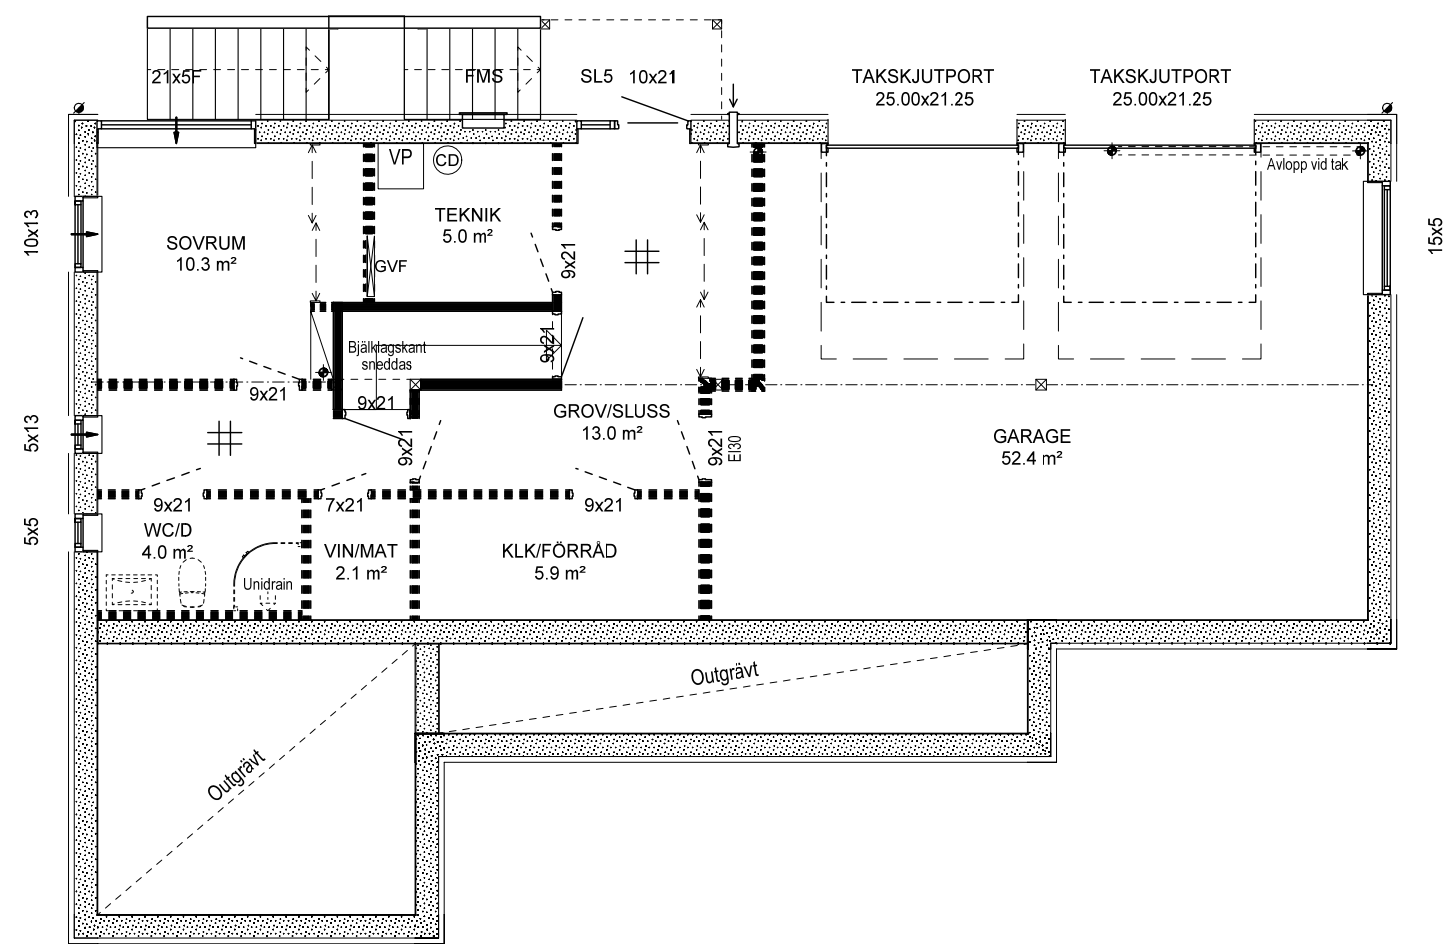 21x5F
FMS
SL5 10x21
TAKSKJUTPORT
25.00x21.25
TAKSKJUTPORT
25.00x21.25
VP
CD
Avlopp vid tak
10x13
SOVRUM
10.3 m²
TEKNIK
5.0 m²
GVF
9x21
15x5
Bjälklagskant
sneddas
9x21
9x21
9x21
5x13
9x21
GROV/SLUSS
13.0 m²
9x21
EI30
GARAGE
52.4 m²
9x21
7x21
9x21
5x5
WC/D
4.0 m²
Unidrain
VIN/MAT
2.1 m²
KLK/FÖRRÅD
5.9 m²
Outgrävt
Outgrävt